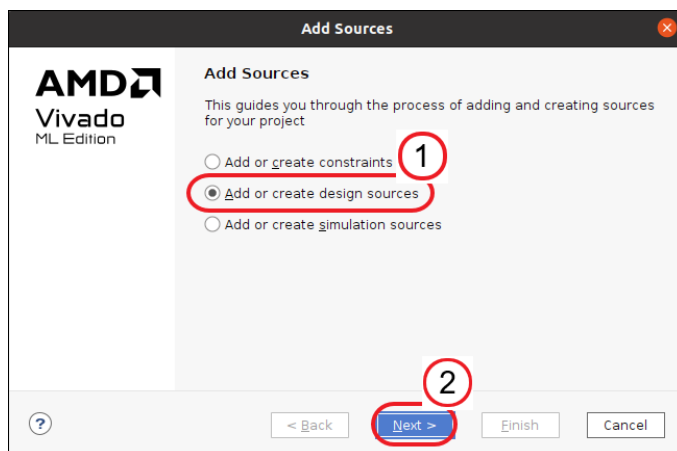 Add Sources
AMD
Vivado
ML Edition
Add Sources
This guides you through the process of adding and creating sources
for your project
Add or create constraints
1
Add or create design sources
Add or create simulation sources
2
?
< Back
Next >
Finish
Cancel